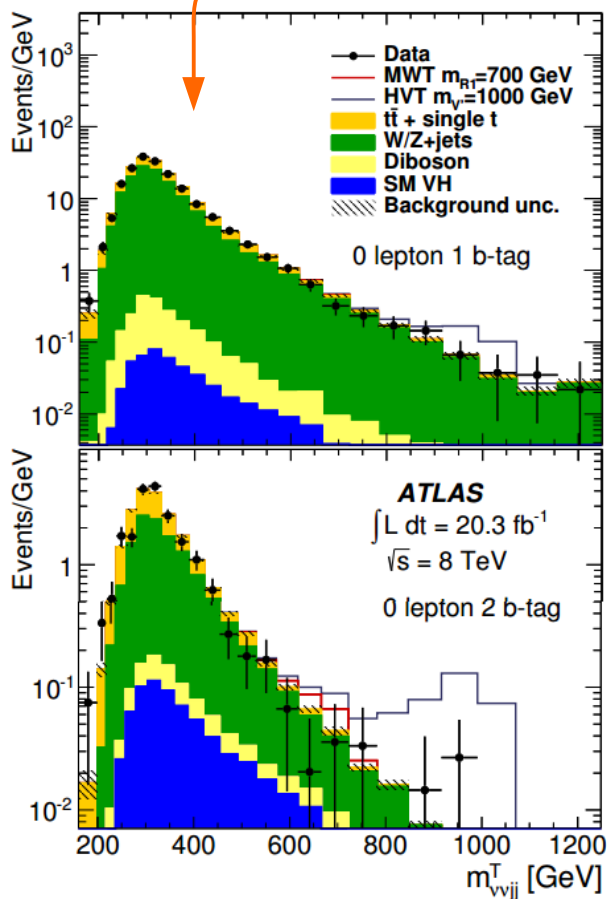 Events/GeV
10³
10²
10
1
10⁻¹
10⁻²
Data
MWT m_R1=700 GeV
HVT m_V'=1000 GeV
tt̄ + single t
W/Z+jets
Diboson
SM VH
Background unc.
0 lepton 1 b-tag
Events/GeV
1
10⁻¹
10⁻²
ATLAS
∫L dt = 20.3 fb⁻¹
√s = 8 TeV
0 lepton 2 b-tag
200 400 600 800 1000 1200
m^T_ννjj [GeV]